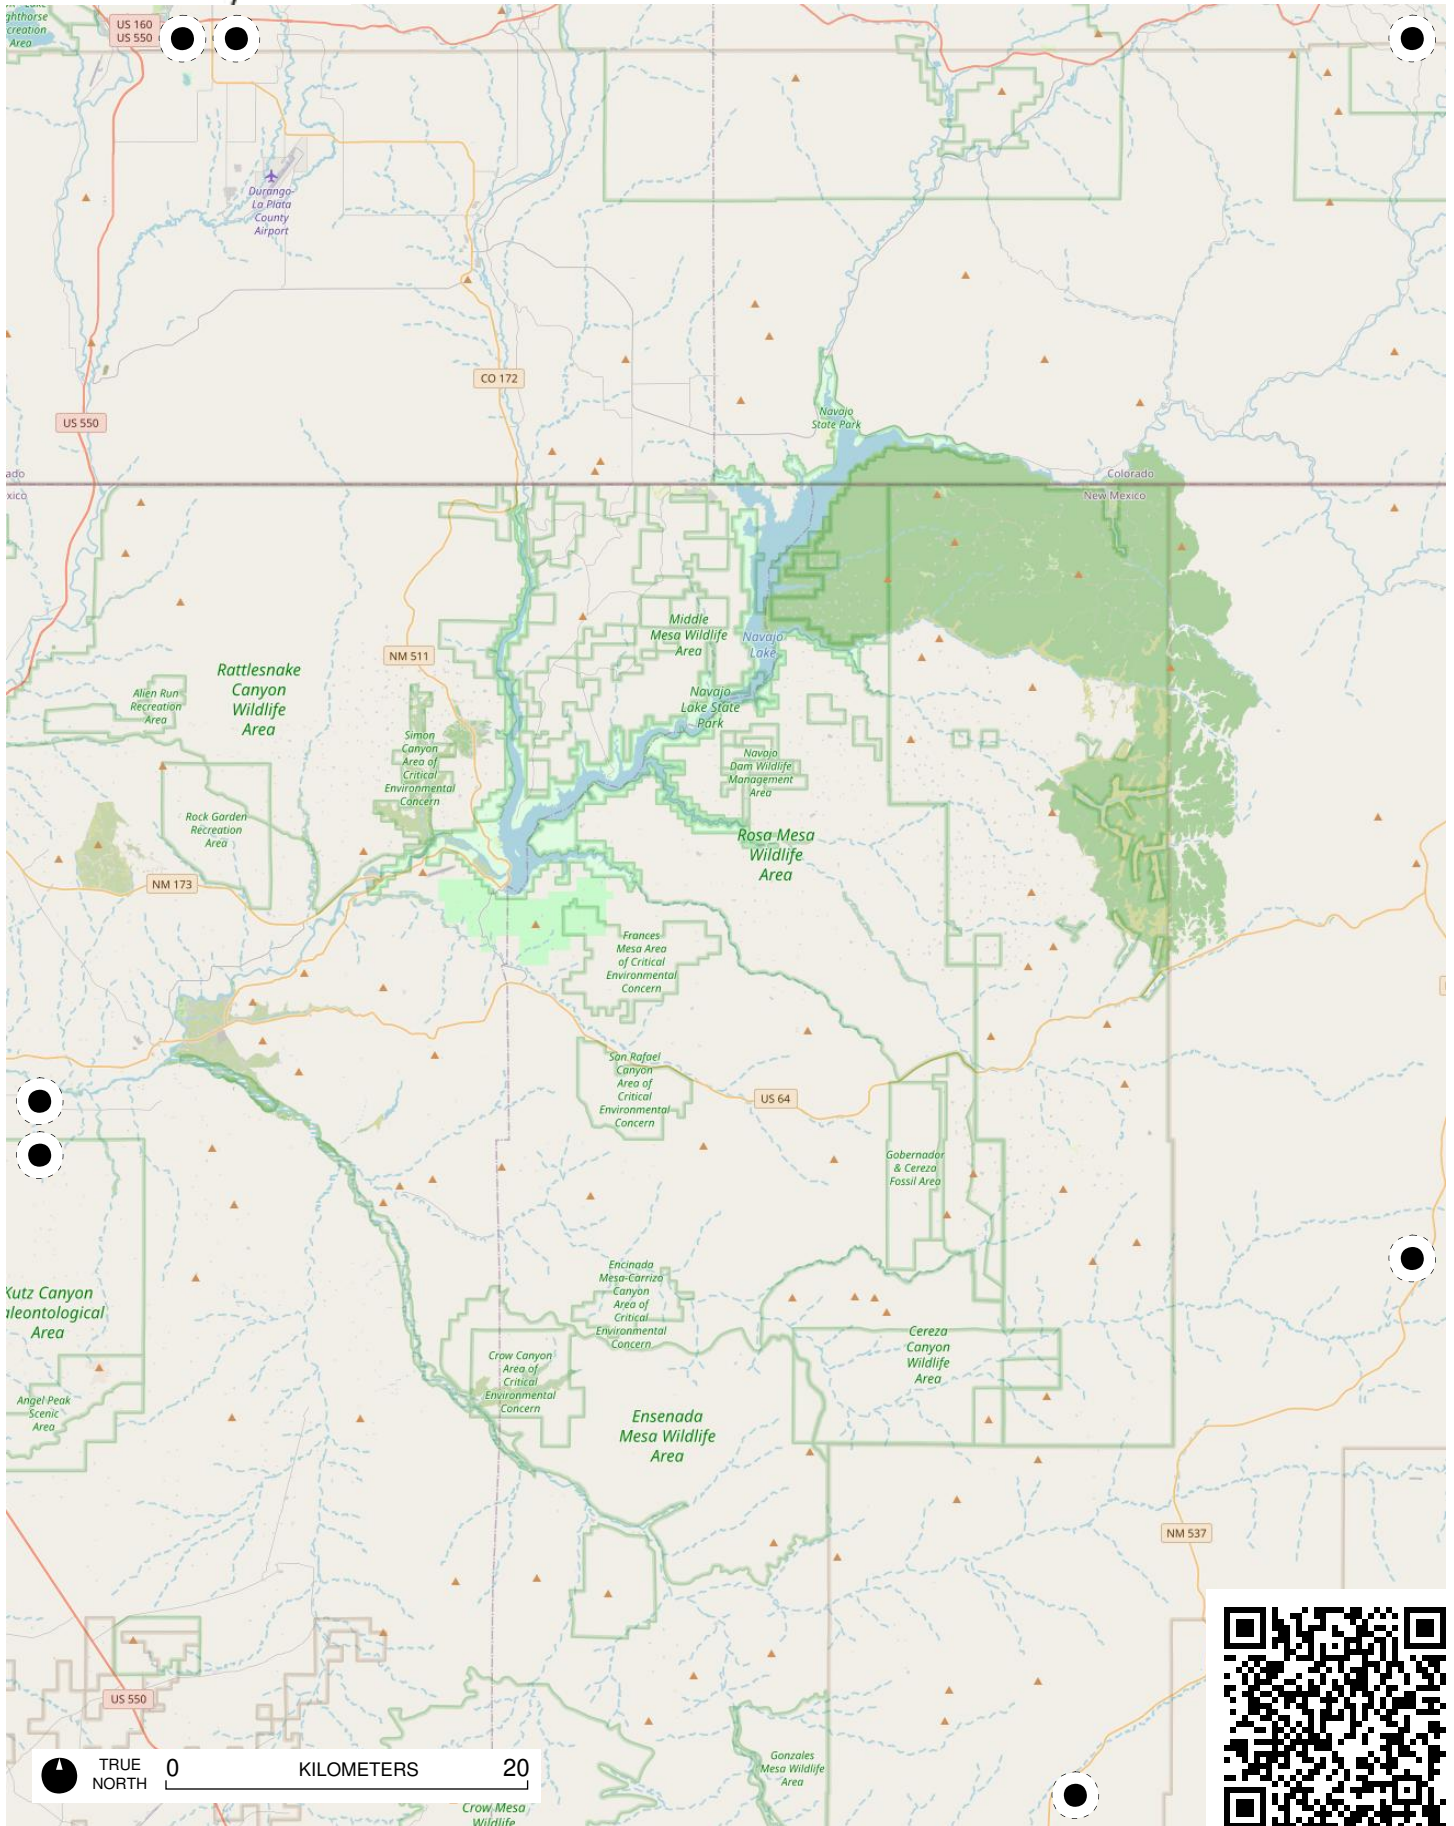 ghthorse
creation
Area
US 160
US 550
Durango-
La Plata
County
Airport
CO 172
US 550
Navajo
State Park
ado
xico
Colorado
New Mexico
Middle
Mesa Wildlife
Area
Navajo
Lake
NM 511
Rattlesnake
Canyon
Wildlife
Area
Alien Run
Recreation
Area
Navajo
Lake State
Park
Simon
Canyon
Area of
Critical
Environmental
Concern
Navajo
Dam Wildlife
Management
Area
Rock Garden
Recreation
Area
Rosa Mesa
Wildlife
Area
NM 173
Frances
Mesa Area
of Critical
Environmental
Concern
San Rafael
Canyon
Area of
Critical
Environmental
Concern
US 64
Gobernador
& Cereza
Fossil Area
Encinada
Mesa-Carrizo
Canyon
Area of
Critical
Environmental
Concern
Kutz Canyon
aleontological
Area
Cereza
Canyon
Wildlife
Area
Crow Canyon
Area of
Critical
Environmental
Concern
Angel Peak
Scenic
Area
Ensenada
Mesa Wildlife
Area
NM 537
US 550
TRUE
NORTH
0 KILOMETERS 20
Gonzales
Mesa Wildlife
Area
Crow Mesa
Wildlife